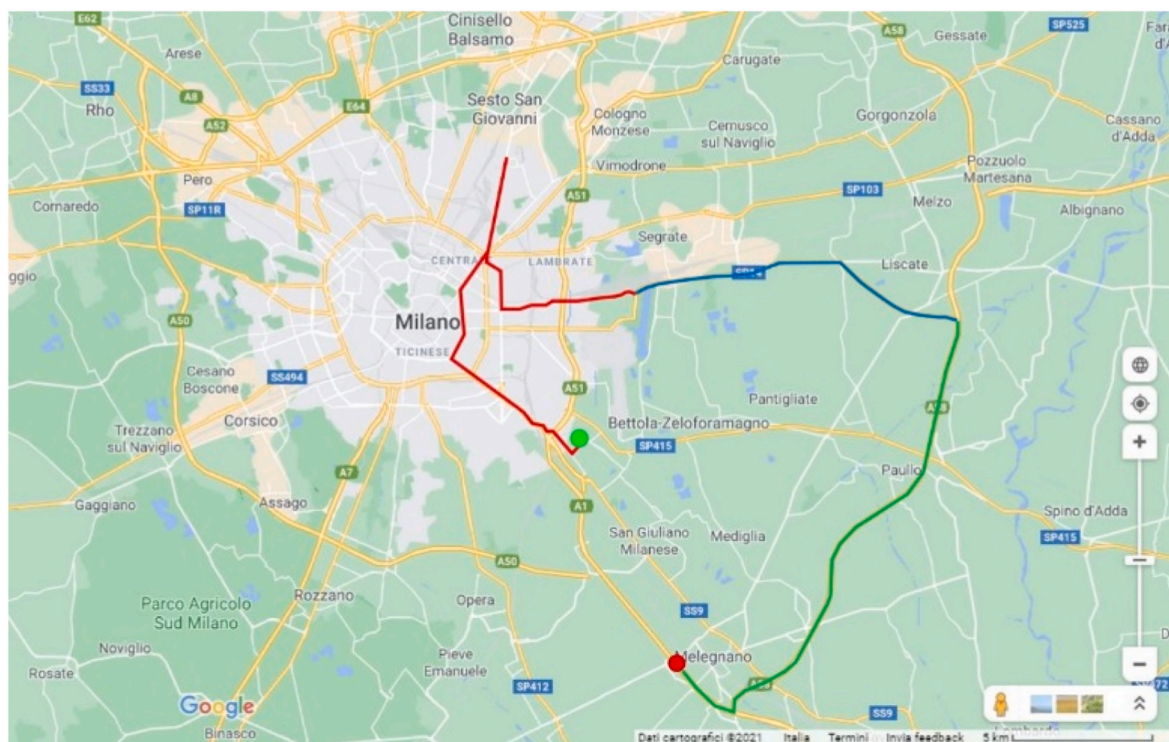 E62
Cinisello
Balsamo
A58
SP525
Gessate
Arese
Carugate
SS33
Rho
A8
E64
Sesto San
Giovanni
Cologno
Monzese
Gorgonzola
Cassano
d'Adda
A52
Cernusco
sul Naviglio
Vimodrone
Pozzuolo
Martesana
Pero
Cornaredo
SP11R
A51
SP103
Melzo
Albignano
Segrate
CENTRALE
LAMBRATE
SP14
Liscate
ggio
A50
Milano
TICINESE
Cesano
Boscone
SS494
A51
Pantigliate
Corsico
Bettola-Zeloforamagno
Trezzano
sul Naviglio
SP415
A7
Paullo
Gaggiano
Assago
A1
Spino d'Adda
San Giuliano
Milanese
Mediglia
SP415
A50
Opera
Rozzano
Parco Agricolo
Sud Milano
SS9
Noviglio
Melegnano
Rosate
Pieve
Emanuele
SP412
Google
SS9
Binasco
Dati cartografici ©2021
Italia
Termini
Invia feedback
5 km